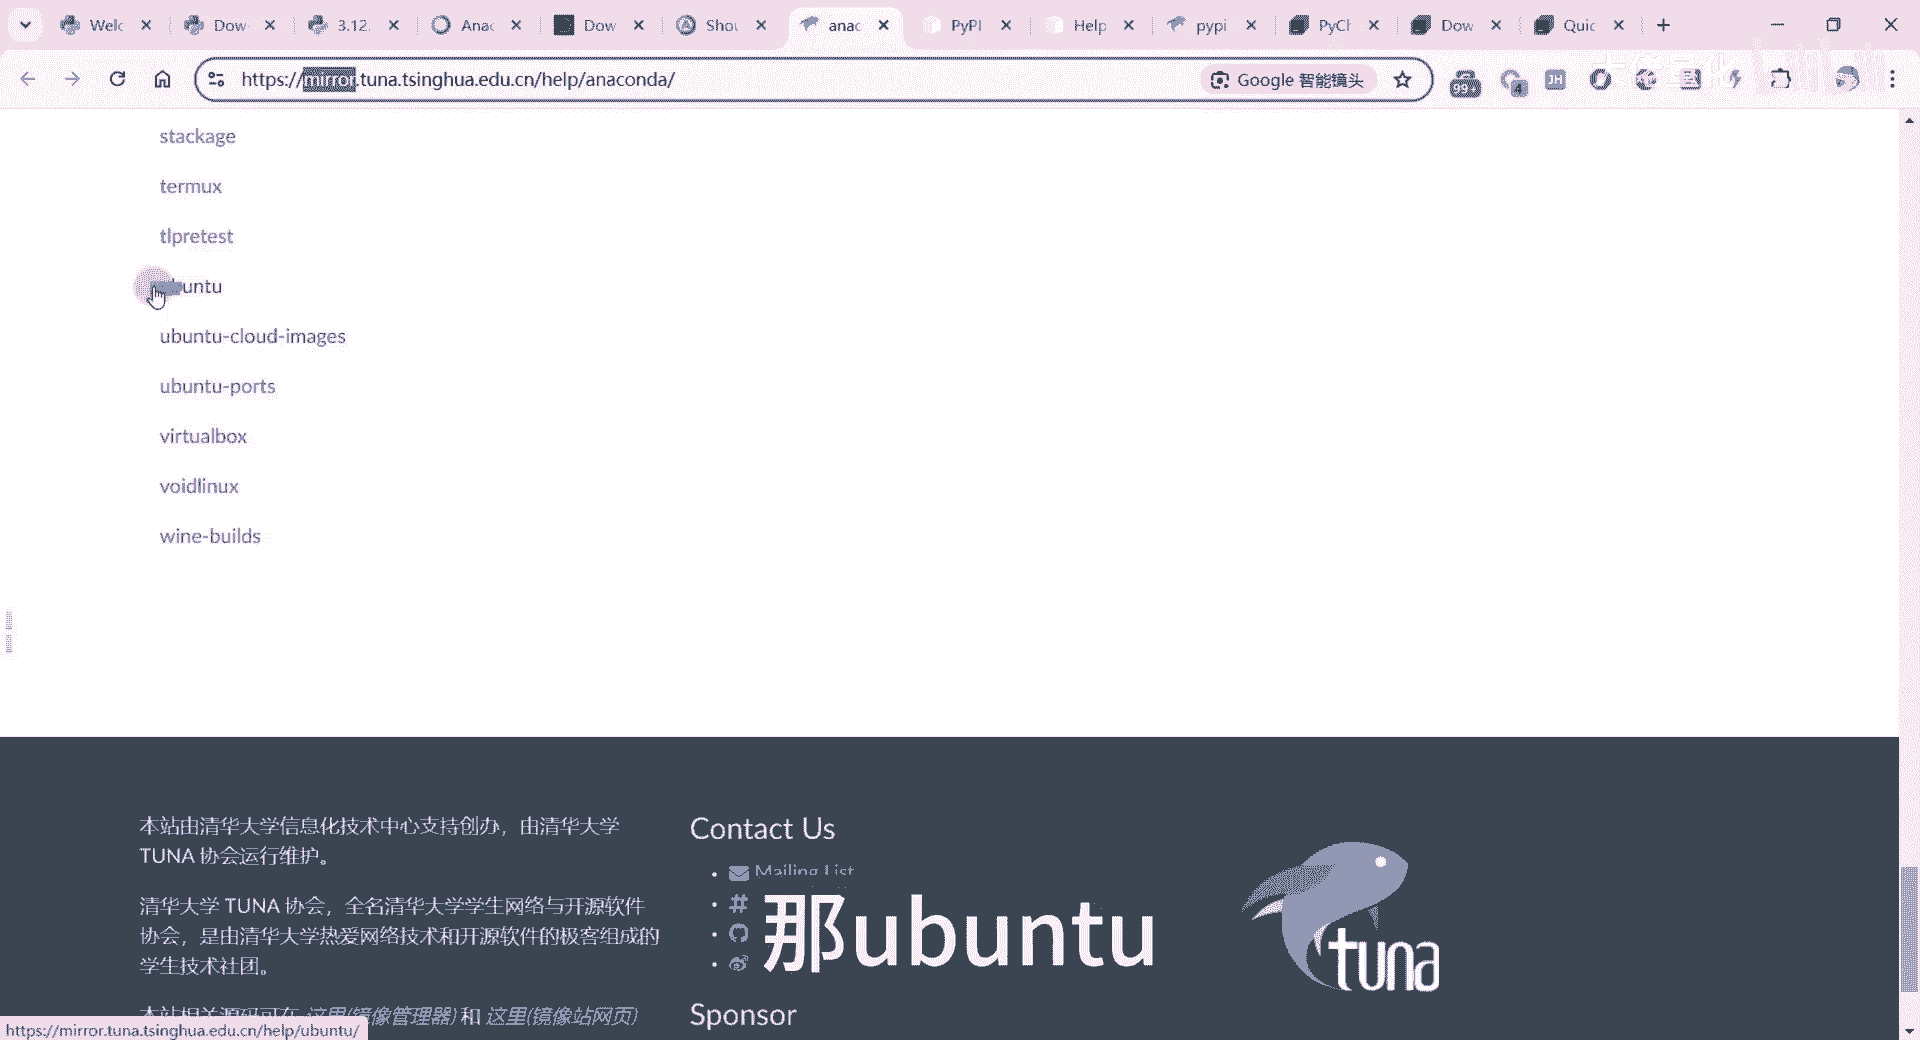 Welc
Dow
3.12.
Anac
Dow
Shou
anac
PyPI
Help
pypi
PyCh
Dow
Quic
https://mirror.tuna.tsinghua.edu.cn/help/anaconda/
Google 智能镜头
99+
4
JH
stackage
termux
tlpretest
ubuntu
ubuntu-cloud-images
ubuntu-ports
virtualbox
voidlinux
wine-builds
本站由清华大学信息化技术中心支持创办，由清华大学
TUNA 协会运行维护。
清华大学 TUNA 协会，全名清华大学学生网络与开源软件
协会，是由清华大学热爱网络技术和开源软件的极客组成的
学生技术社团。
本站相关源码可在 这里(镜像管理器) 和 这里(镜像站网页)
Contact Us
Mailing List
那ubuntu
Sponsor
tuna
https://mirror.tuna.tsinghua.edu.cn/help/ubuntu/